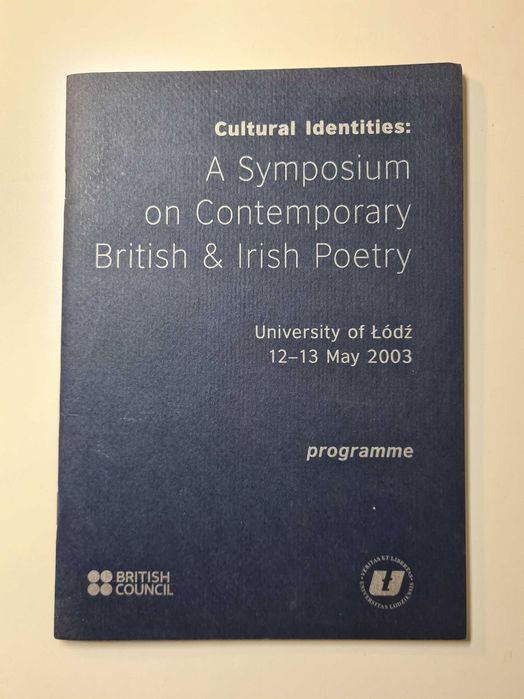 Cultural Identities:
A Symposium
on Contemporary
British & Irish Poetry
University of Łódź
12–13 May 2003
programme
BRITISH
COUNCIL
VERITAS ET LIBERTAS
UNIVERSITAS LODZIENSIS